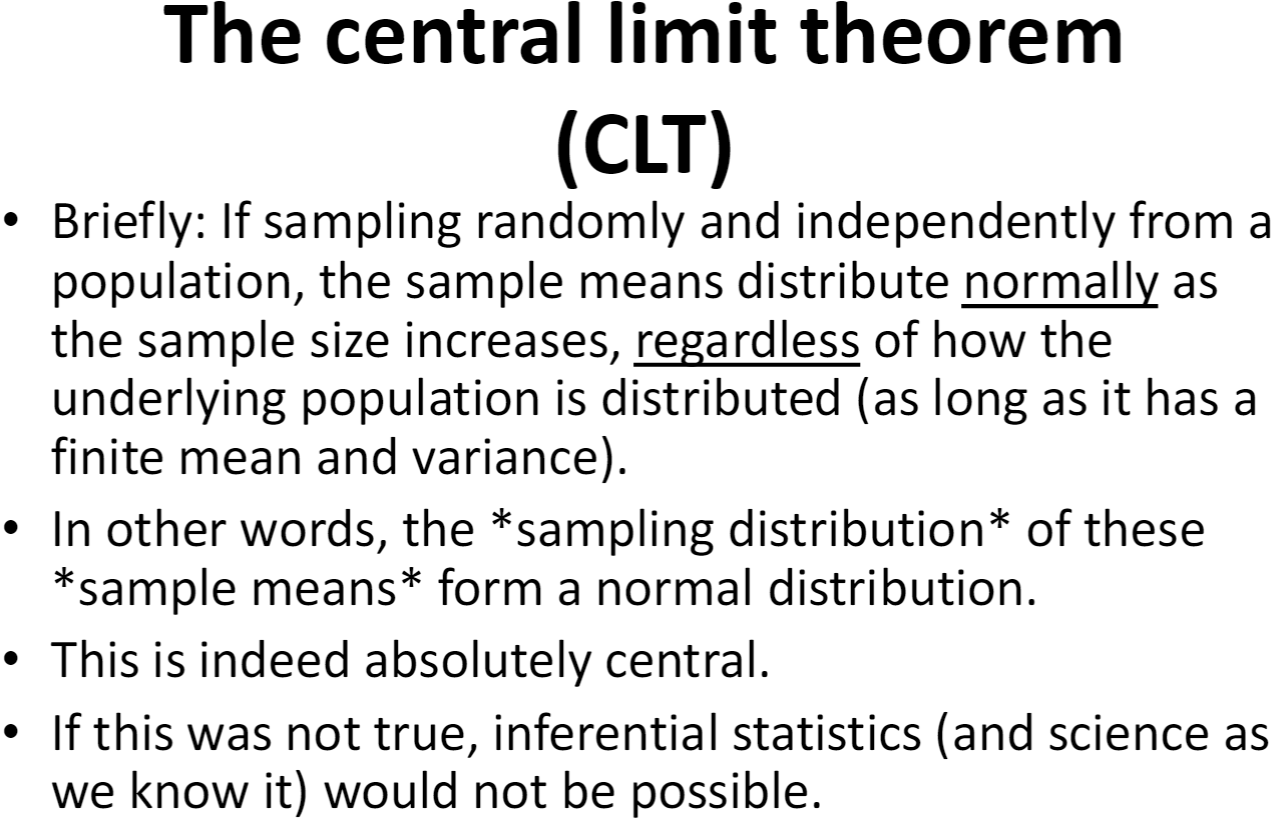 The central limit theorem
(CLT)
• Briefly: If sampling randomly and independently from a
population, the sample means distribute normally as
the sample size increases, regardless of how the
underlying population is distributed (as long as it has a
finite mean and variance).
• In other words, the *sampling distribution* of these
*sample means* form a normal distribution.
• This is indeed absolutely central.
• If this was not true, inferential statistics (and science as
we know it) would not be possible.